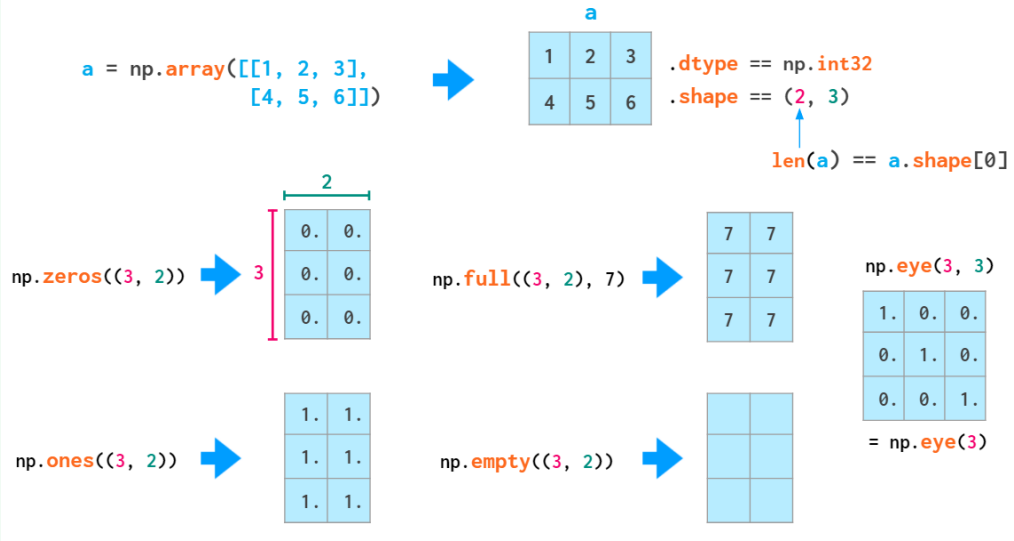 a
a = np.array([[1, 2, 3],
[4, 5, 6]])
1 2 3
4 5 6
.dtype == np.int32
.shape == (2, 3)
len(a) == a.shape[0]
np.zeros((3, 2))
2
3
0. 0.
0. 0.
0. 0.
np.full((3, 2), 7)
7 7
7 7
7 7
np.eye(3, 3)
1. 0. 0.
0. 1. 0.
0. 0. 1.
= np.eye(3)
np.ones((3, 2))
1. 1.
1. 1.
1. 1.
np.empty((3, 2))